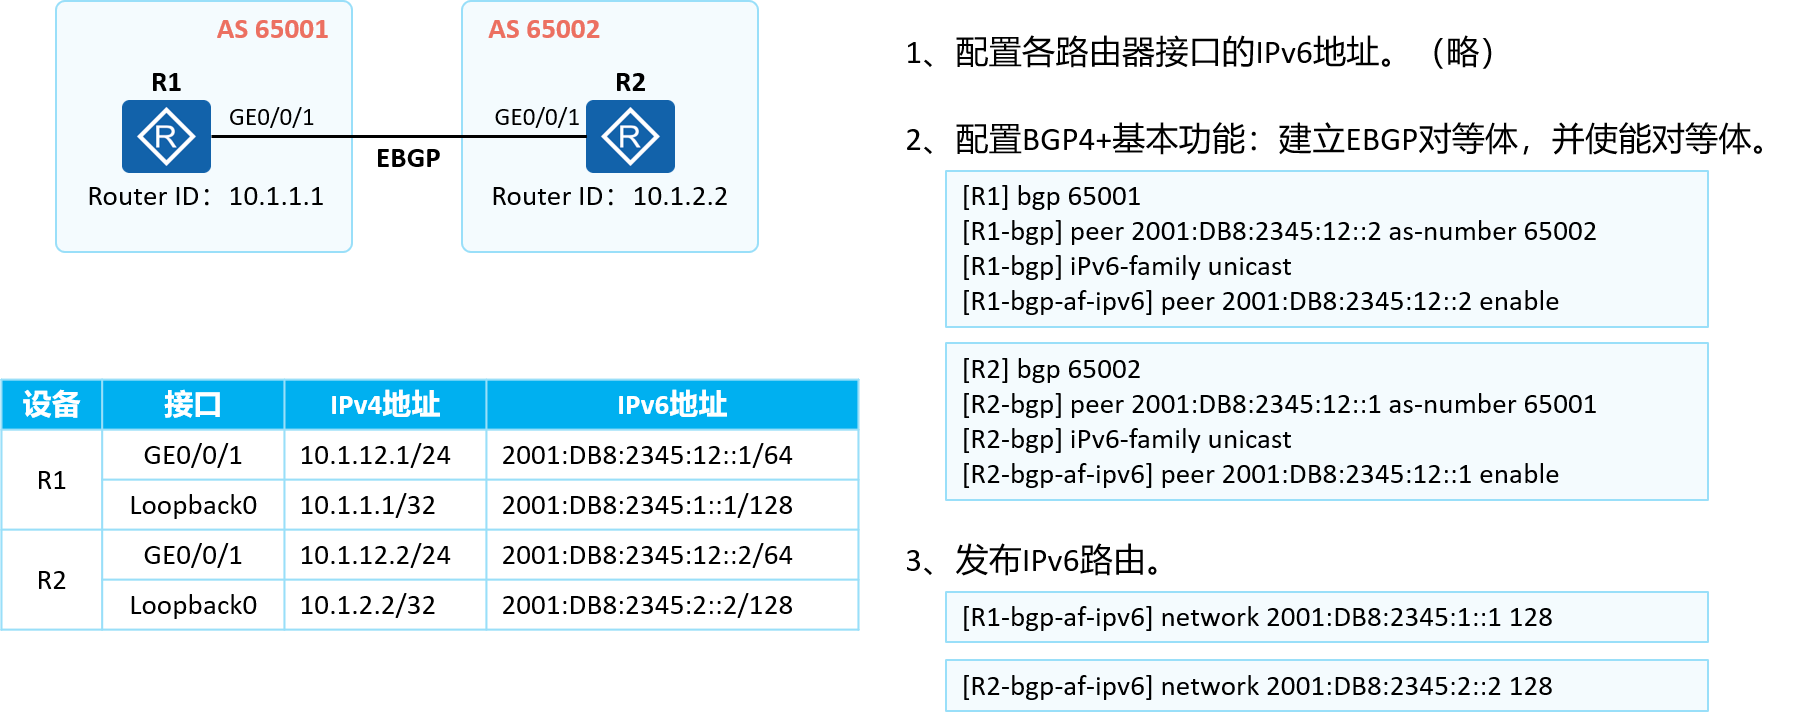 AS 65001
AS 65002
R1
R2
GE0/0/1
GE0/0/1
R
R
EBGP
Router ID：10.1.1.1
Router ID：10.1.2.2
设备 接口 IPv4地址 IPv6地址
R1 GE0/0/1 10.1.12.1/24 2001:DB8:2345:12::1/64
Loopback0 10.1.1.1/32 2001:DB8:2345:1::1/128
R2 GE0/0/1 10.1.12.2/24 2001:DB8:2345:12::2/64
Loopback0 10.1.2.2/32 2001:DB8:2345:2::2/128
1、配置各路由器接口的IPv6地址。（略）
2、配置BGP4+基本功能：建立EBGP对等体，并使能对等体。
[R1] bgp 65001
[R1-bgp] peer 2001:DB8:2345:12::2 as-number 65002
[R1-bgp] iPv6-family unicast
[R1-bgp-af-ipv6] peer 2001:DB8:2345:12::2 enable
[R2] bgp 65002
[R2-bgp] peer 2001:DB8:2345:12::1 as-number 65001
[R2-bgp] iPv6-family unicast
[R2-bgp-af-ipv6] peer 2001:DB8:2345:12::1 enable
3、发布IPv6路由。
[R1-bgp-af-ipv6] network 2001:DB8:2345:1::1 128
[R2-bgp-af-ipv6] network 2001:DB8:2345:2::2 128